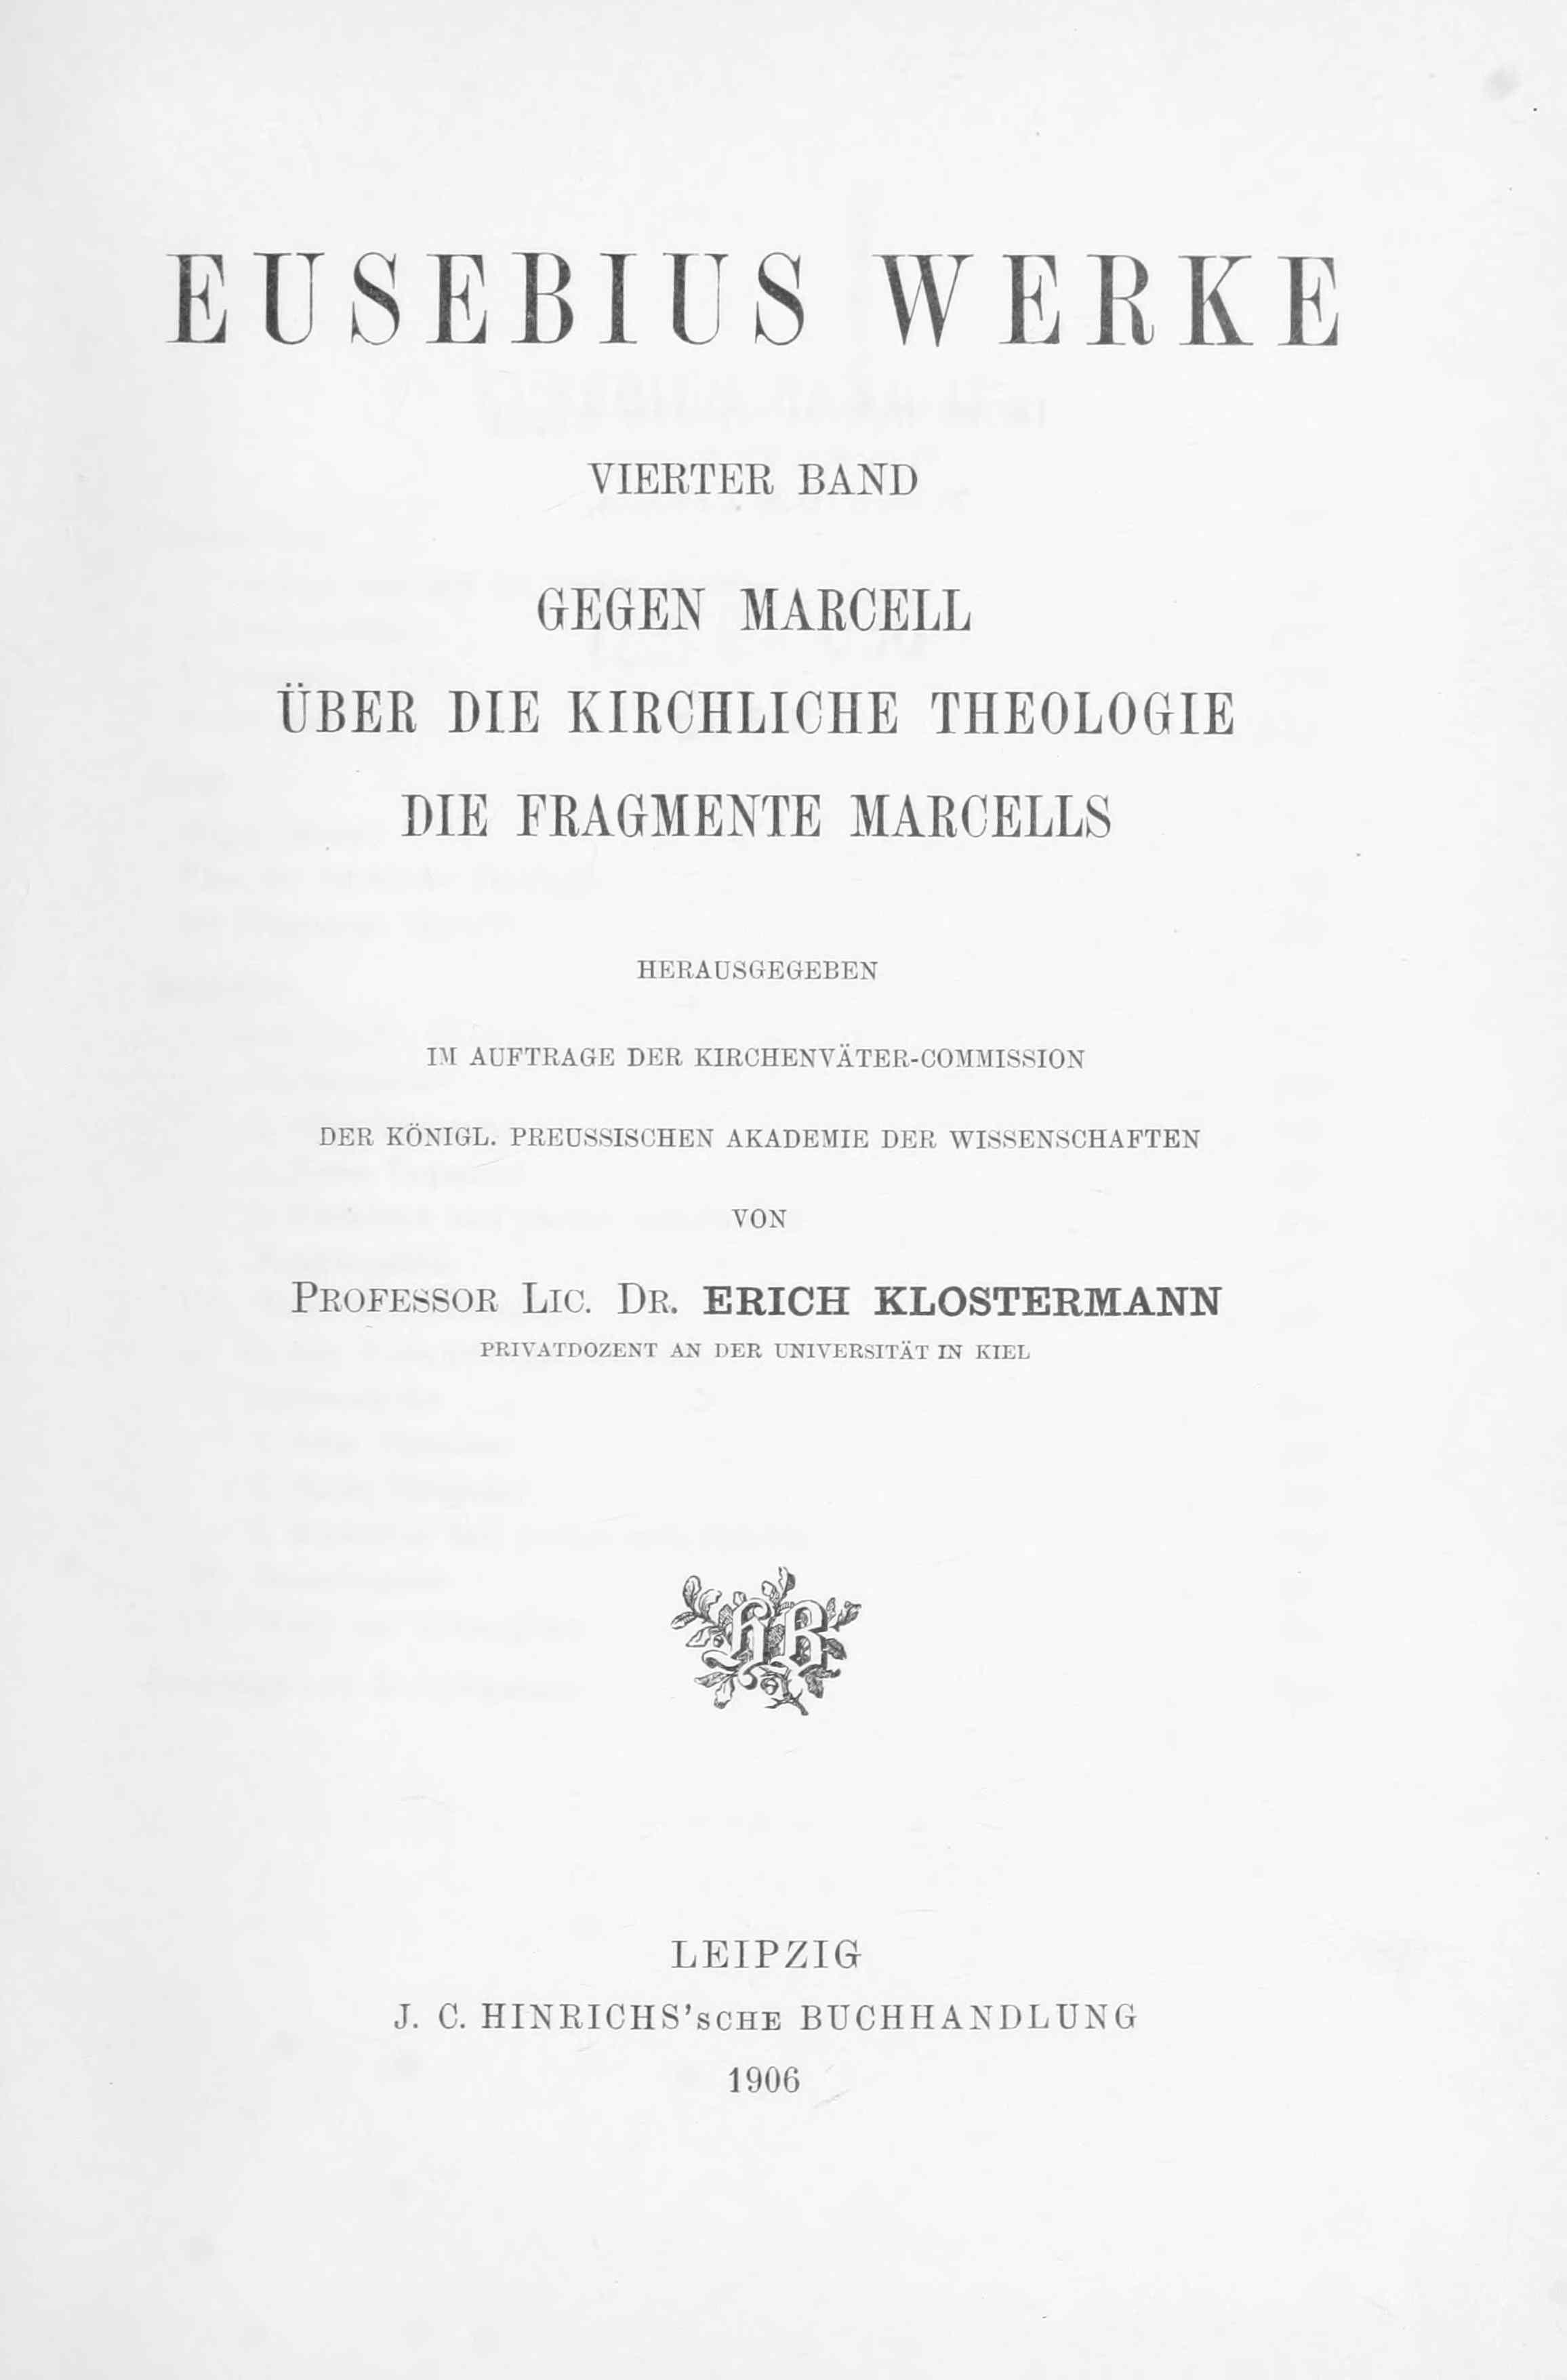 EUSEBIUS WERKE
VIERTER BAND
GEGEN MARCELL
ÜBER DIE KIRCHLICHE THEOLOGIE
DIE FRAGMENTE MARCELLS
HERAUSGEGEBEN
IM AUFTRAGE DER KIRCHENVÄTER-COMMISSION
DER KÖNIGL. PREUSSISCHEN AKADEMIE DER WISSENSCHAFTEN
VON
PROFESSOR LIC. DR. ERICH KLOSTERMANN
PRIVATDOZENT AN DER UNIVERSITÄT IN KIEL
HB
LEIPZIG
J. C. HINRICHS'SCHE BUCHHANDLUNG
1906